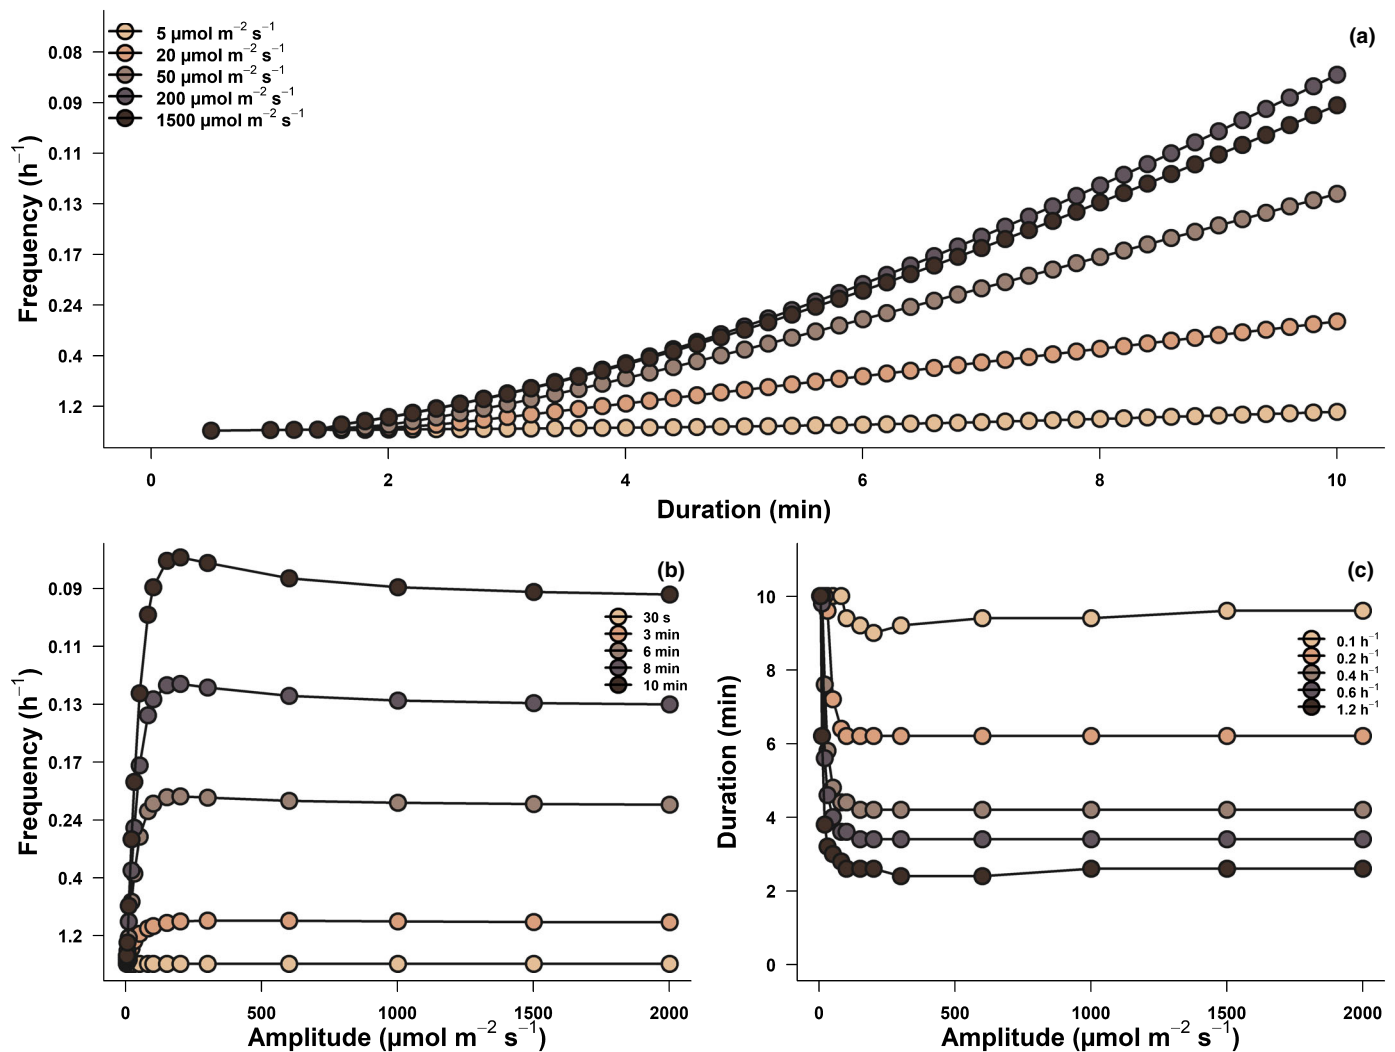 (a)
5 µmol m⁻² s⁻¹
20 µmol m⁻² s⁻¹
50 µmol m⁻² s⁻¹
200 µmol m⁻² s⁻¹
1500 µmol m⁻² s⁻¹
Frequency (h⁻¹)
0.08
0.09
0.11
0.13
0.17
0.24
0.4
1.2
0 2 4 6 8 10
Duration (min)
(b)
30 s
3 min
6 min
8 min
10 min
Frequency (h⁻¹)
0.09
0.11
0.13
0.17
0.24
0.4
1.2
0 500 1000 1500 2000
Amplitude (µmol m⁻² s⁻¹)
(c)
0.1 h⁻¹
0.2 h⁻¹
0.4 h⁻¹
0.6 h⁻¹
1.2 h⁻¹
Duration (min)
10
8
6
4
2
0
0 500 1000 1500 2000
Amplitude (µmol m⁻² s⁻¹)